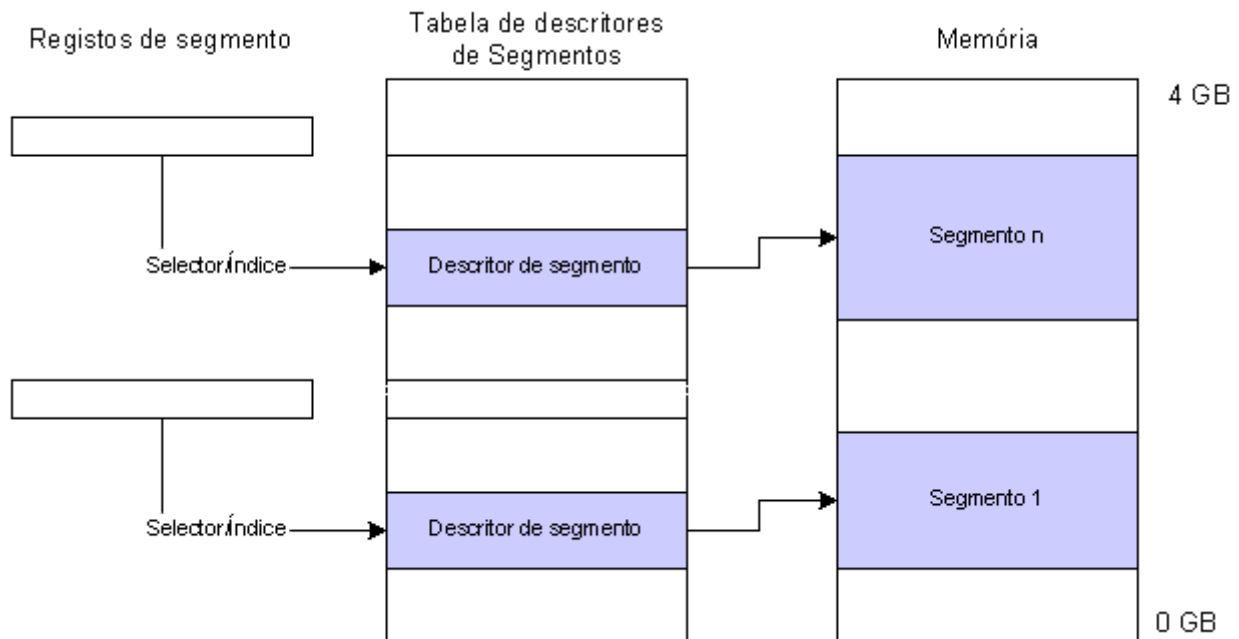 Registos de segmento
Tabela de descritores
de Segmentos
Memória
4 GB
Selector/Índice
Descritor de segmento
Segmento n
Selector/Índice
Descritor de segmento
Segmento 1
0 GB